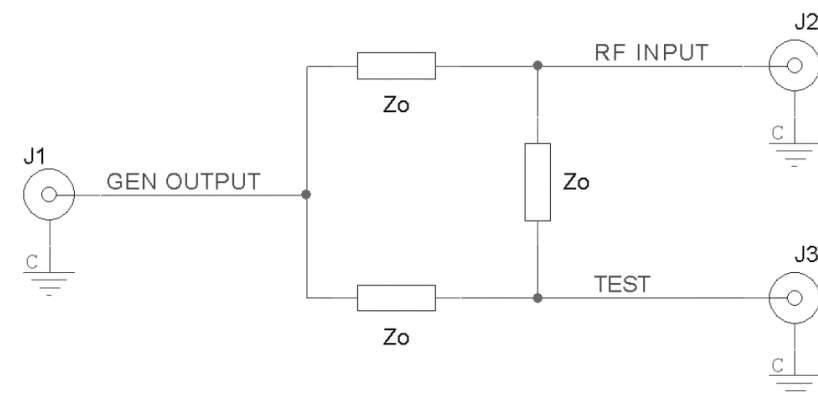 J2
RF INPUT
Zo
C
J1
GEN OUTPUT
Zo
C
J3
TEST
Zo
C